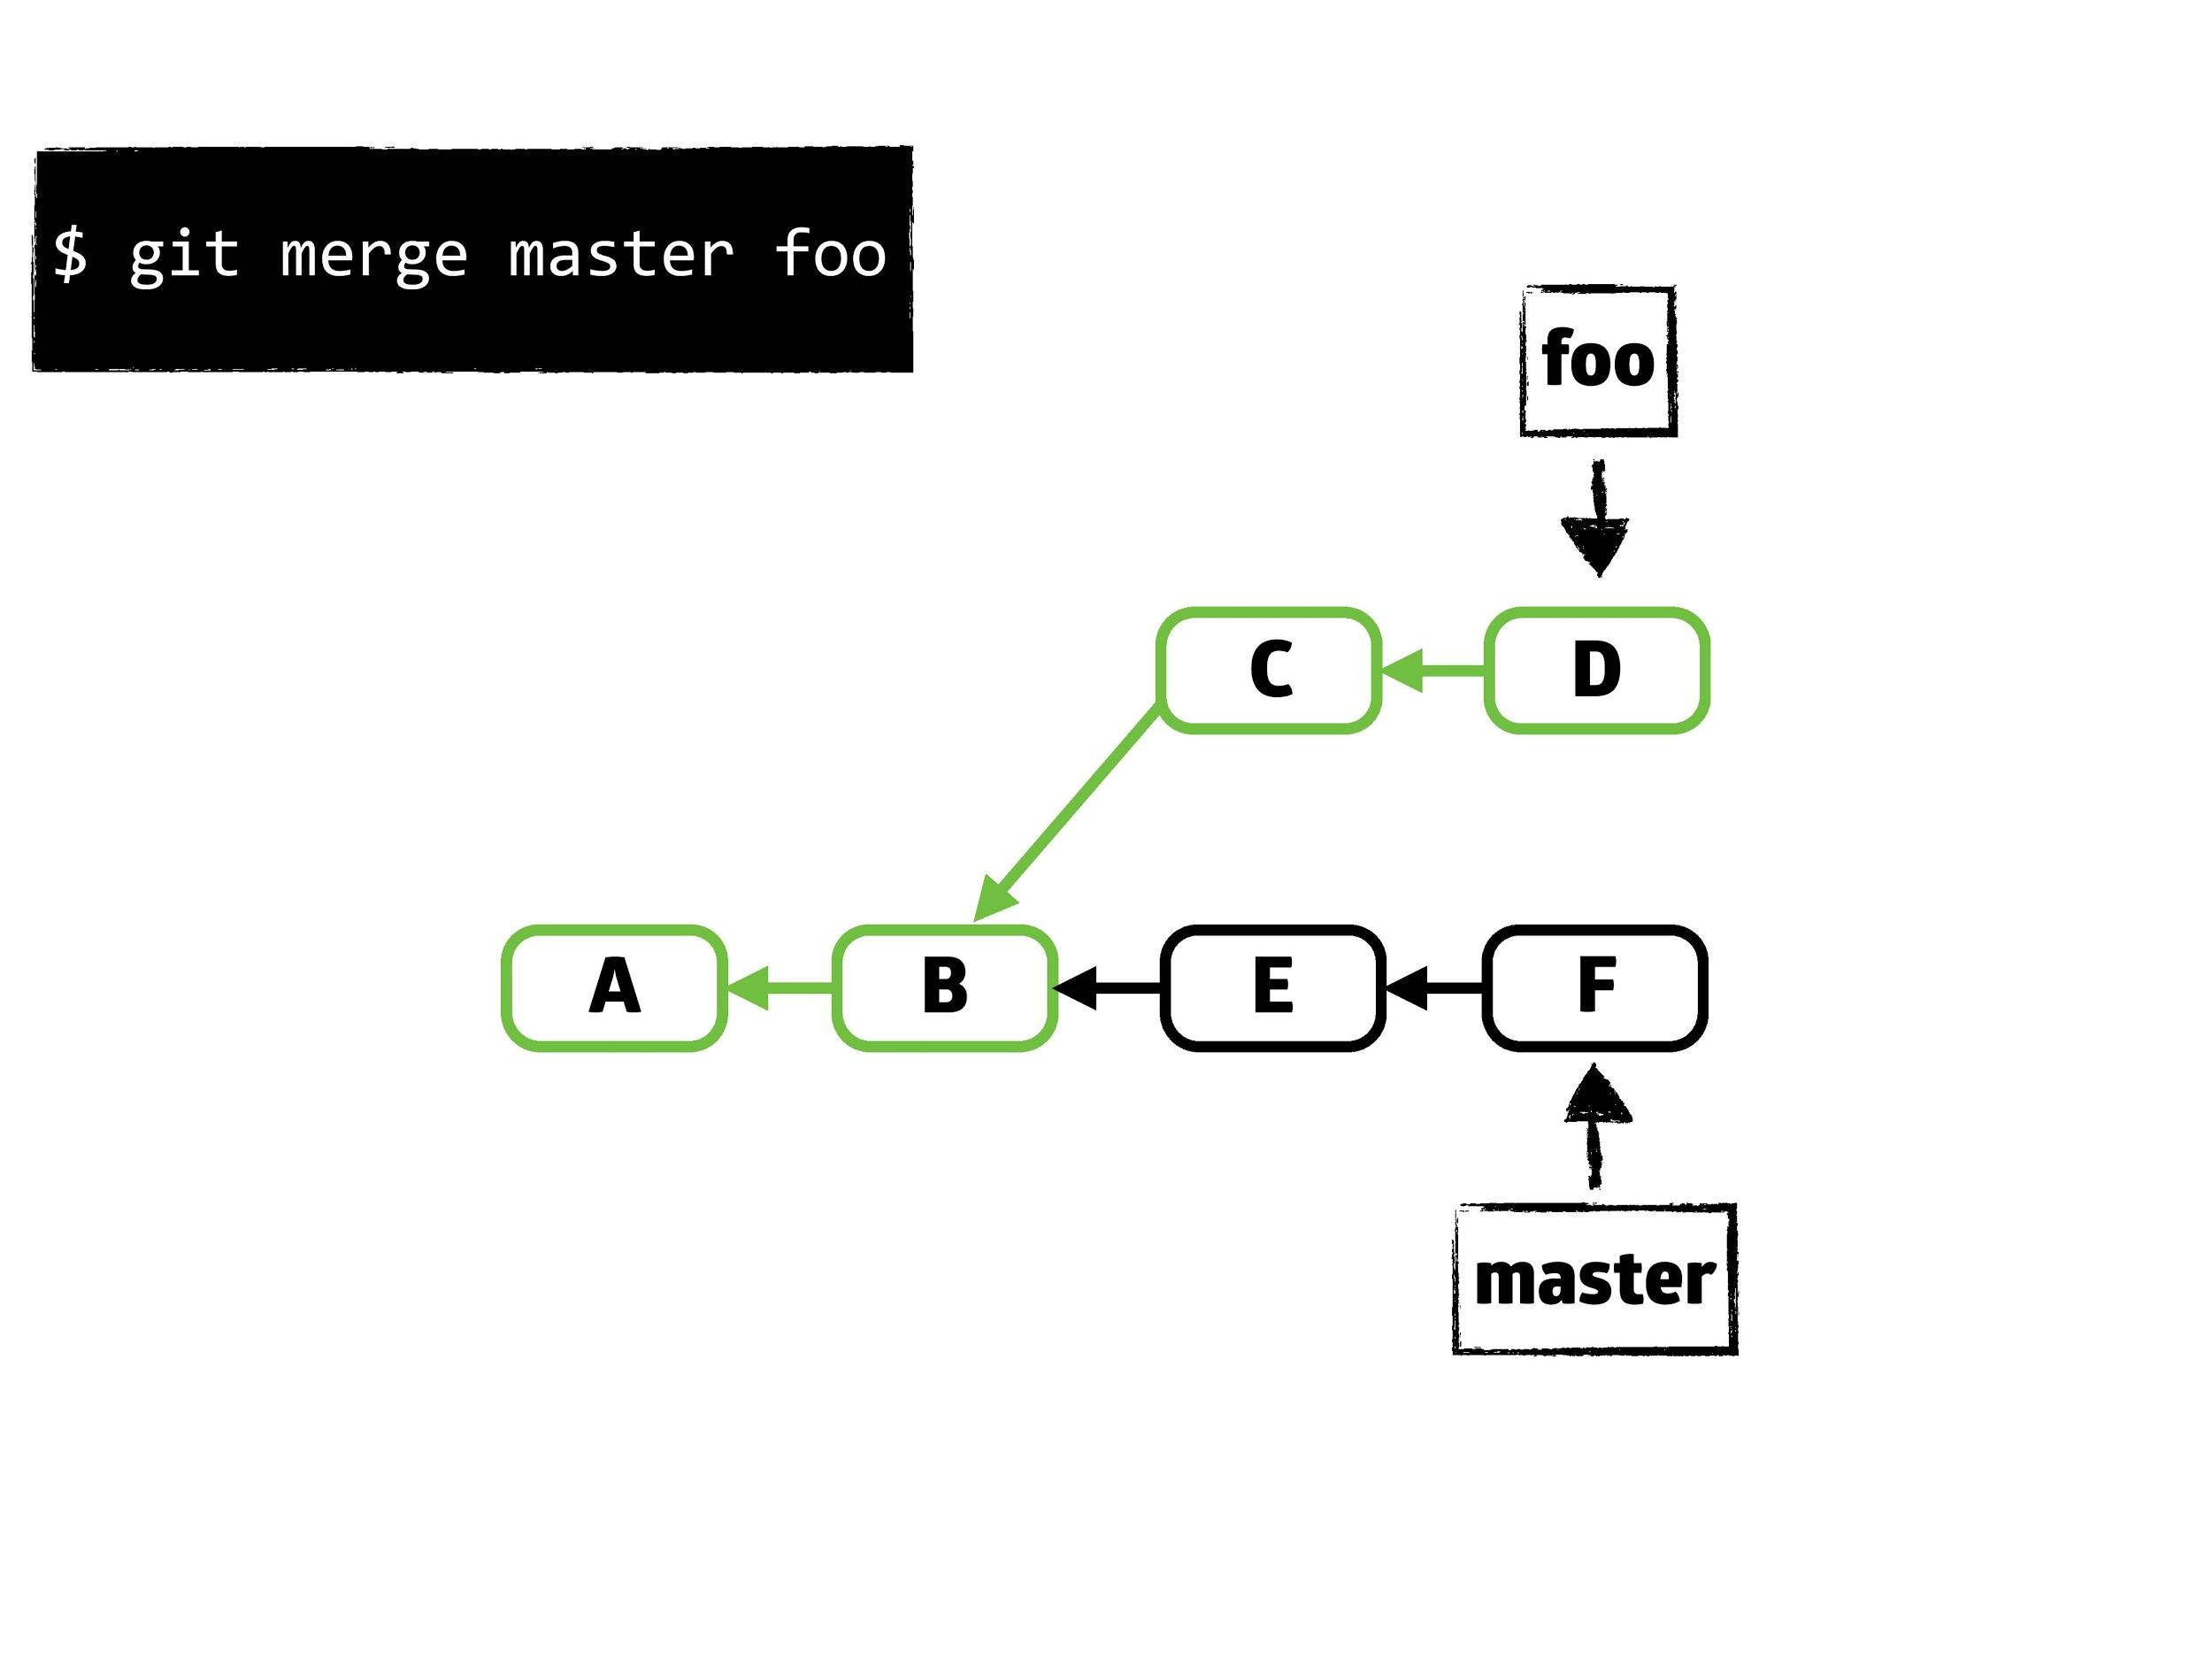 $ git merge master foo
foo
C D
A B E F
master